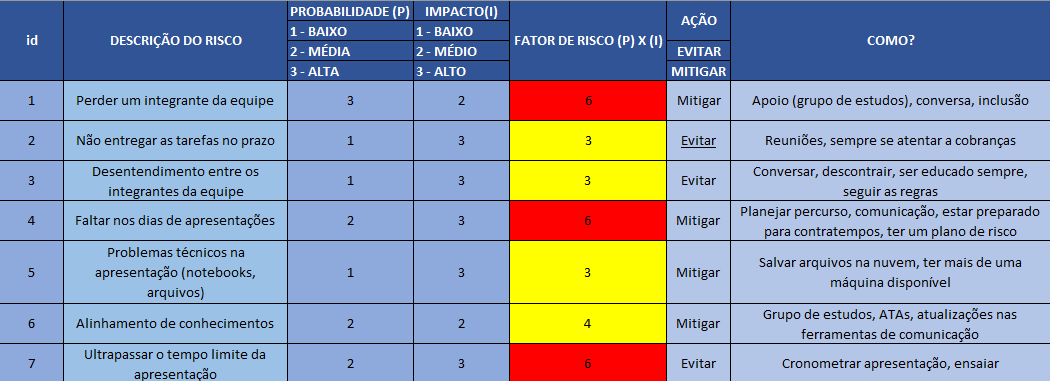 id
DESCRIÇÃO DO RISCO
PROBABILIDADE (P)
1 - BAIXO
2 - MÉDIA
3 - ALTA
IMPACTO(I)
1 - BAIXO
2 - MÉDIO
3 - ALTO
FATOR DE RISCO (P) X (I)
AÇÃO
EVITAR
MITIGAR
COMO?
1
Perder um integrante da equipe
3
2
6
Mitigar
Apoio (grupo de estudos), conversa, inclusão
2
Não entregar as tarefas no prazo
1
3
3
Evitar
Reuniões, sempre se atentar a cobranças
3
Desentendimento entre os
integrantes da equipe
1
3
3
Evitar
Conversar, descontrair, ser educado sempre,
seguir as regras
4
Faltar nos dias de apresentações
2
3
6
Mitigar
Planejar percurso, comunicação, estar preparado
para contratempos, ter um plano de risco
5
Problemas técnicos na
apresentação (notebooks,
arquivos)
1
3
3
Mitigar
Salvar arquivos na nuvem, ter mais de uma
máquina disponível
6
Alinhamento de conhecimentos
2
2
4
Mitigar
Grupo de estudos, ATAs, atualizações nas
ferramentas de comunicação
7
Ultrapassar o tempo limite da
apresentação
2
3
6
Evitar
Cronometrar apresentação, ensaiar